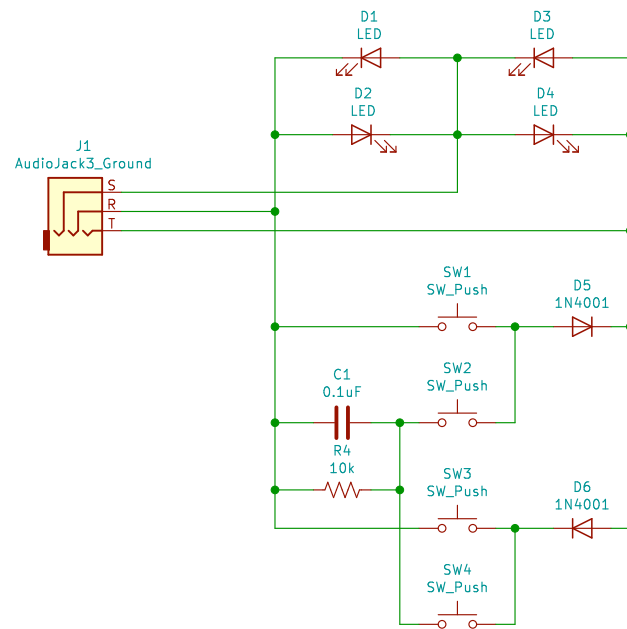 D1
LED
D3
LED
D2
LED
D4
LED
J1
AudioJack3_Ground
S
R
T
SW1
SW_Push
D5
1N4001
SW2
SW_Push
C1
0.1uF
R4
10k
SW3
SW_Push
D6
1N4001
SW4
SW_Push